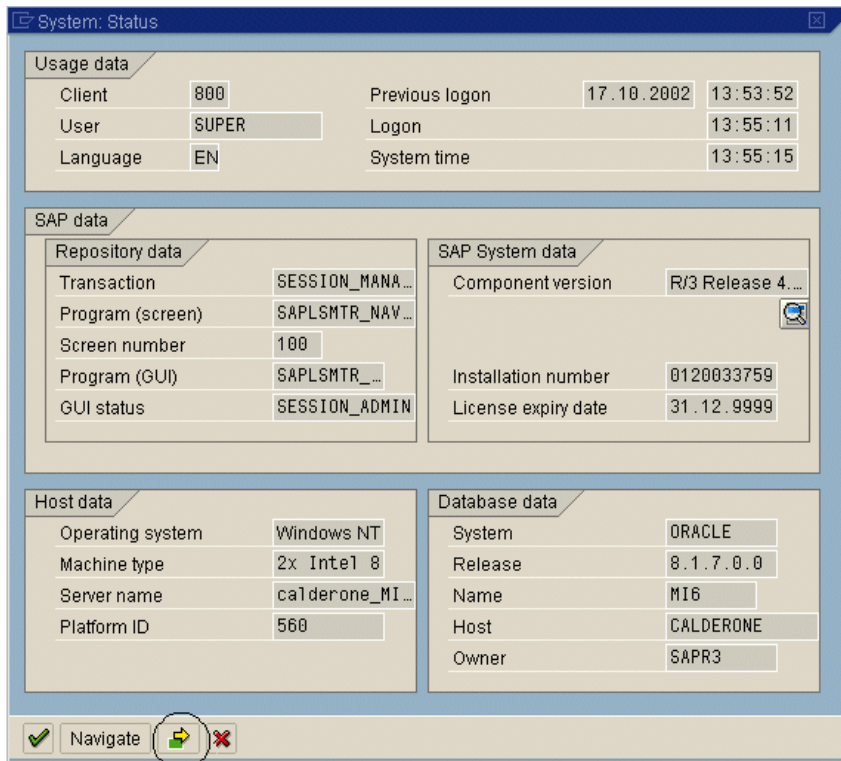 System: Status
Usage data
Client 800 Previous logon 17.10.2002 13:53:52
User SUPER Logon 13:55:11
Language EN System time 13:55:15
SAP data
Repository data
Transaction SESSION_MANA…
Program (screen) SAPLSMTR_NAV…
Screen number 100
Program (GUI) SAPLSMTR_…
GUI status SESSION_ADMIN
SAP System data
Component version R/3 Release 4.…
Installation number 0120033759
License expiry date 31.12.9999
Host data
Operating system Windows NT
Machine type 2x Intel 8
Server name calderone_MI…
Platform ID 560
Database data
System ORACLE
Release 8.1.7.0.0
Name MI6
Host CALDERONE
Owner SAPR3
Navigate